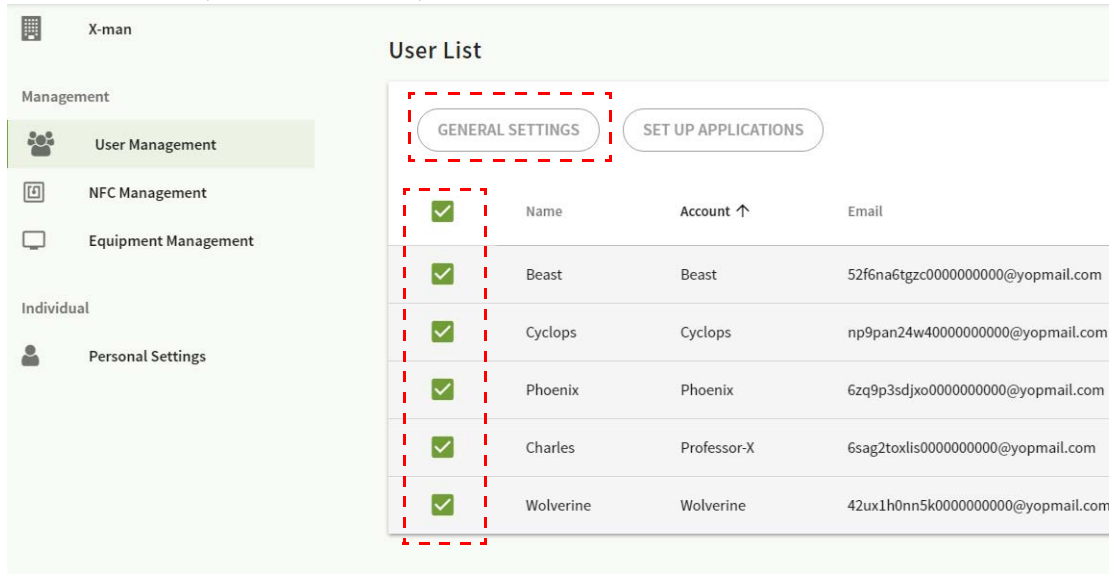 X-man
User List
Management
GENERAL SETTINGS SET UP APPLICATIONS
User Management
NFC Management
Name Account ↑ Email
Equipment Management
Beast Beast 52f6na6tgzc0000000000@yopmail.com
Individual
Cyclops Cyclops np9pan24w40000000000@yopmail.com
Personal Settings
Phoenix Phoenix 6zq9p3sdjxo0000000000@yopmail.com
Charles Professor-X 6sag2toxlis0000000000@yopmail.com
Wolverine Wolverine 42ux1h0nn5k0000000000@yopmail.com